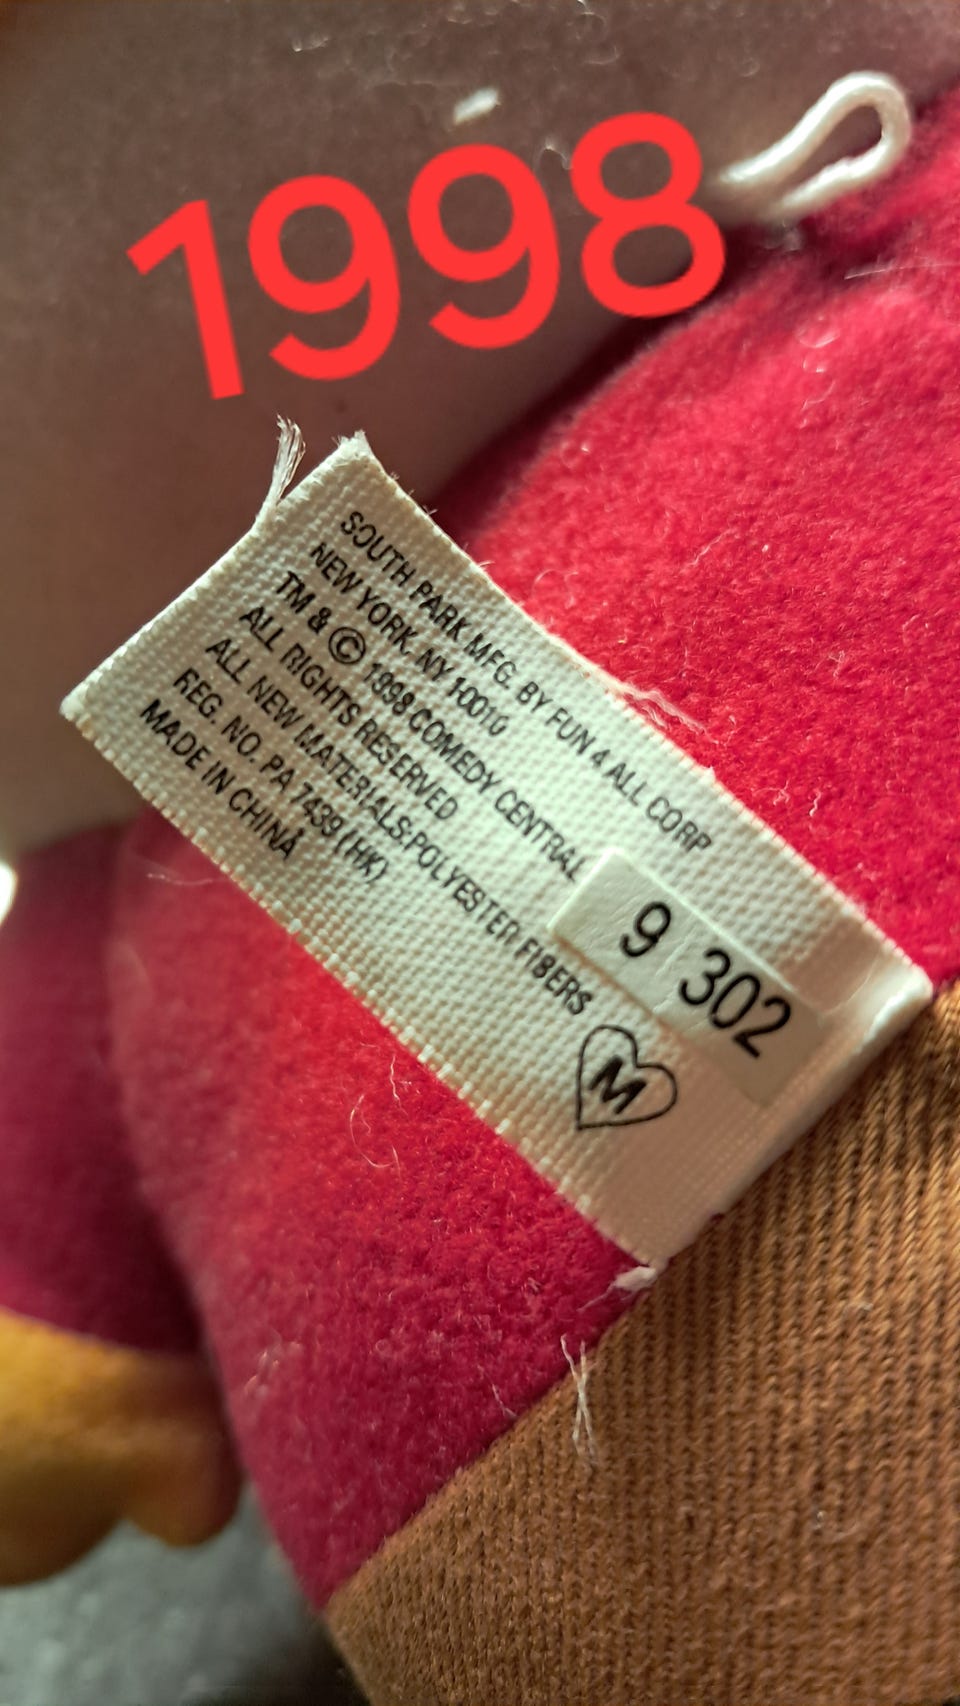 1998
SOUTH PARK MFG. BY FUN 4 ALL CORP
NEW YORK, NY 10010
TM & © 1998 COMEDY CENTRAL
ALL RIGHTS RESERVED
ALL NEW MATERIALS:POLYESTER FIBERS
REG. NO. PA 7439 (HK)
MADE IN CHINA
9 302
M